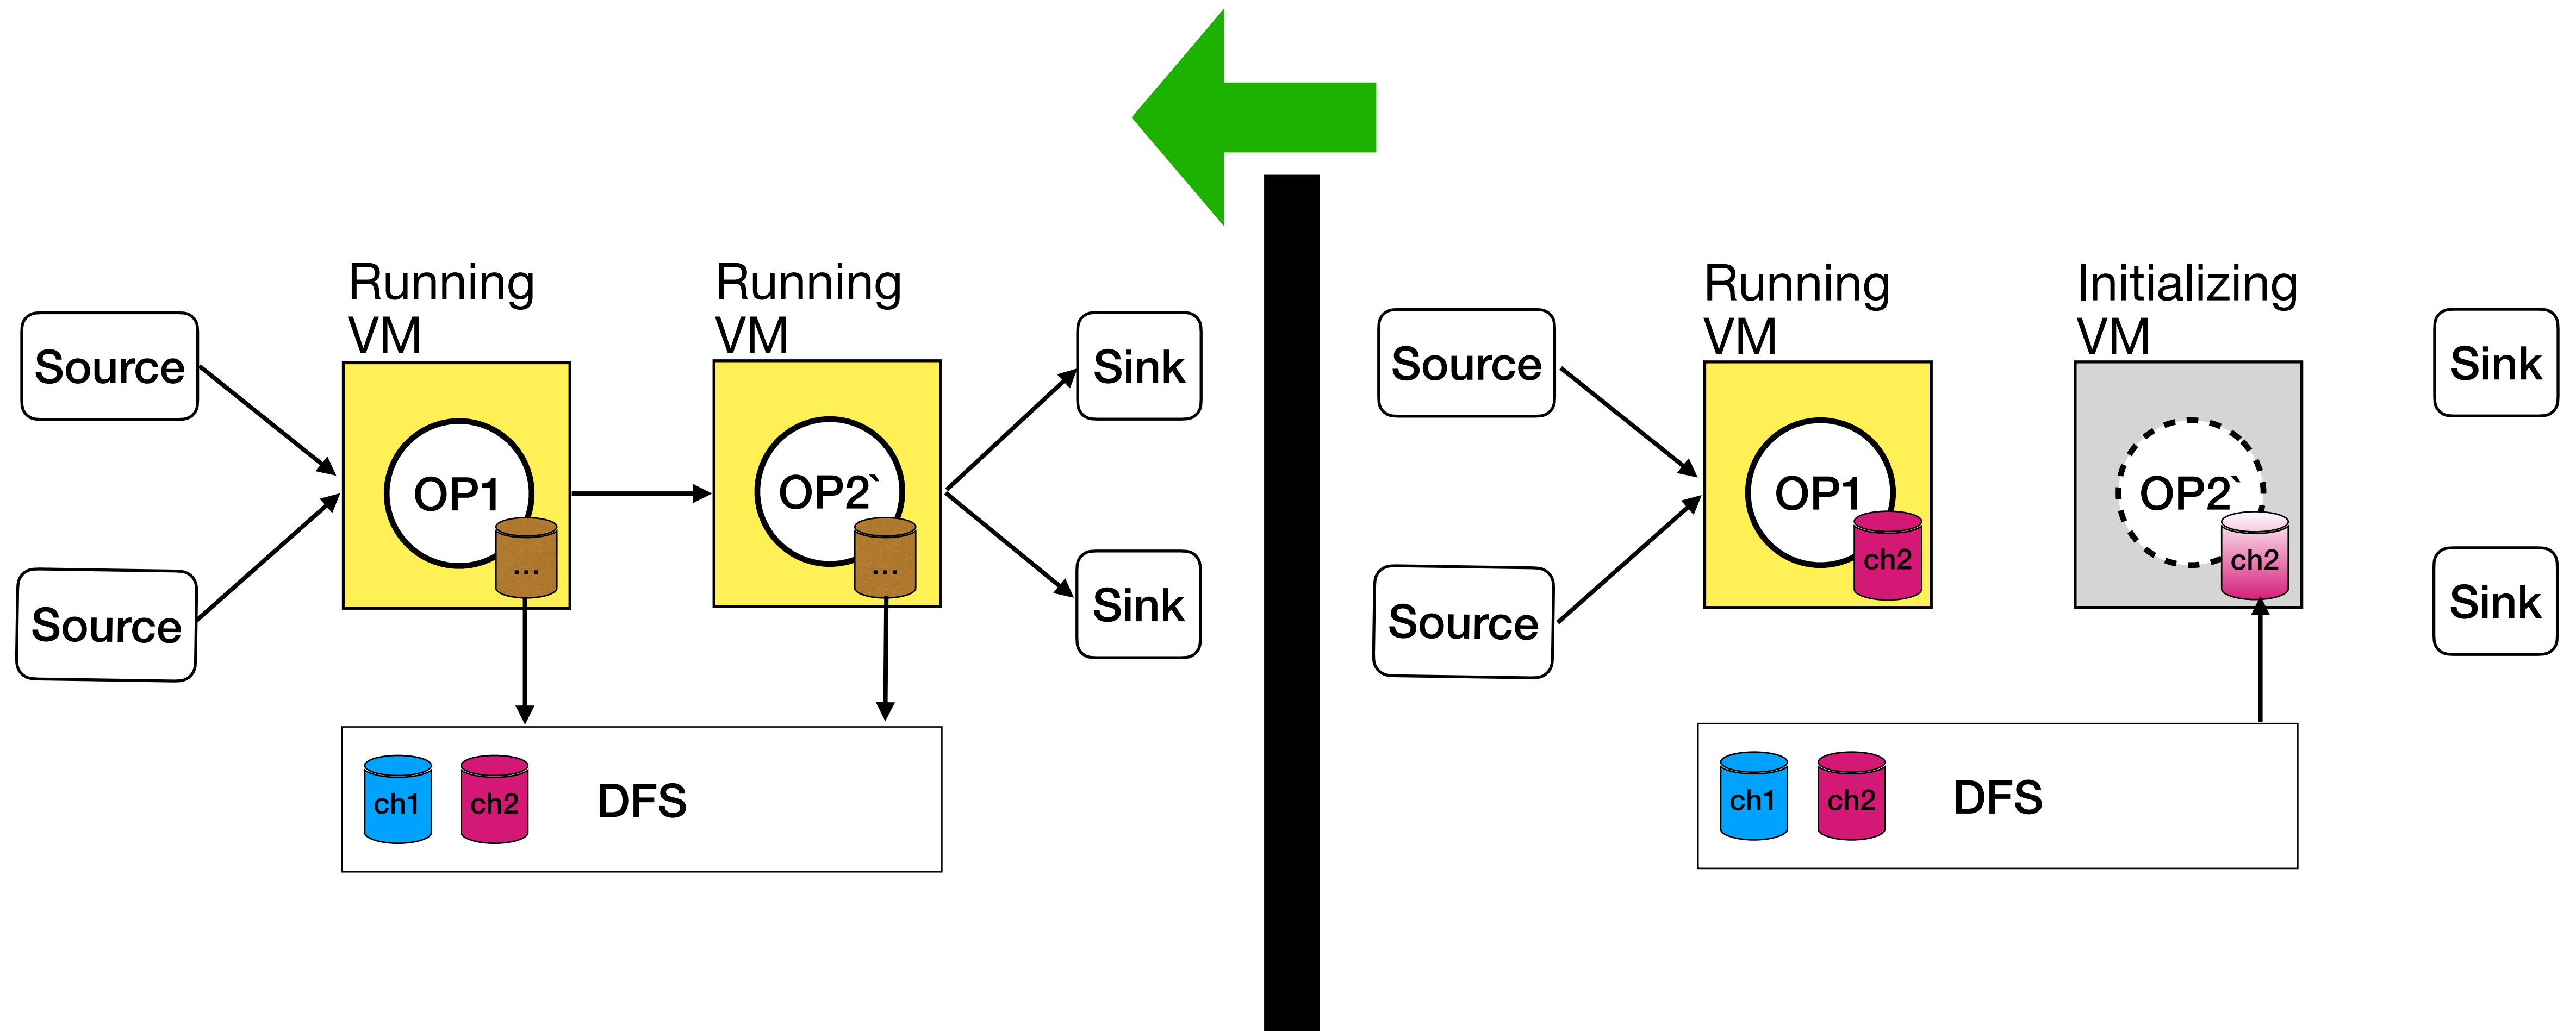 Running
VM
Running
VM
Source
Sink
OP1
OP2`
...
...
Source
Sink
ch1
ch2
DFS
Running
VM
Initializing
VM
Source
Sink
OP1
OP2`
ch2
ch2
Source
Sink
ch1
ch2
DFS